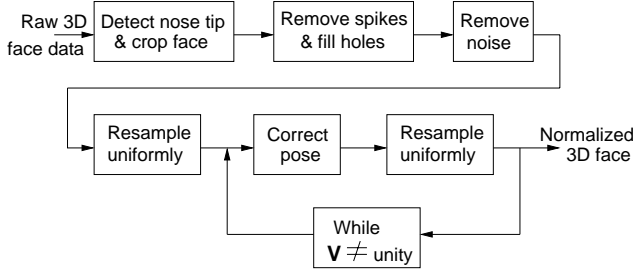 Raw 3D
face data
Detect nose tip
& crop face
Remove spikes
& fill holes
Remove
noise
Resample
uniformly
Correct
pose
Resample
uniformly
Normalized
3D face
While
V ≠ unity